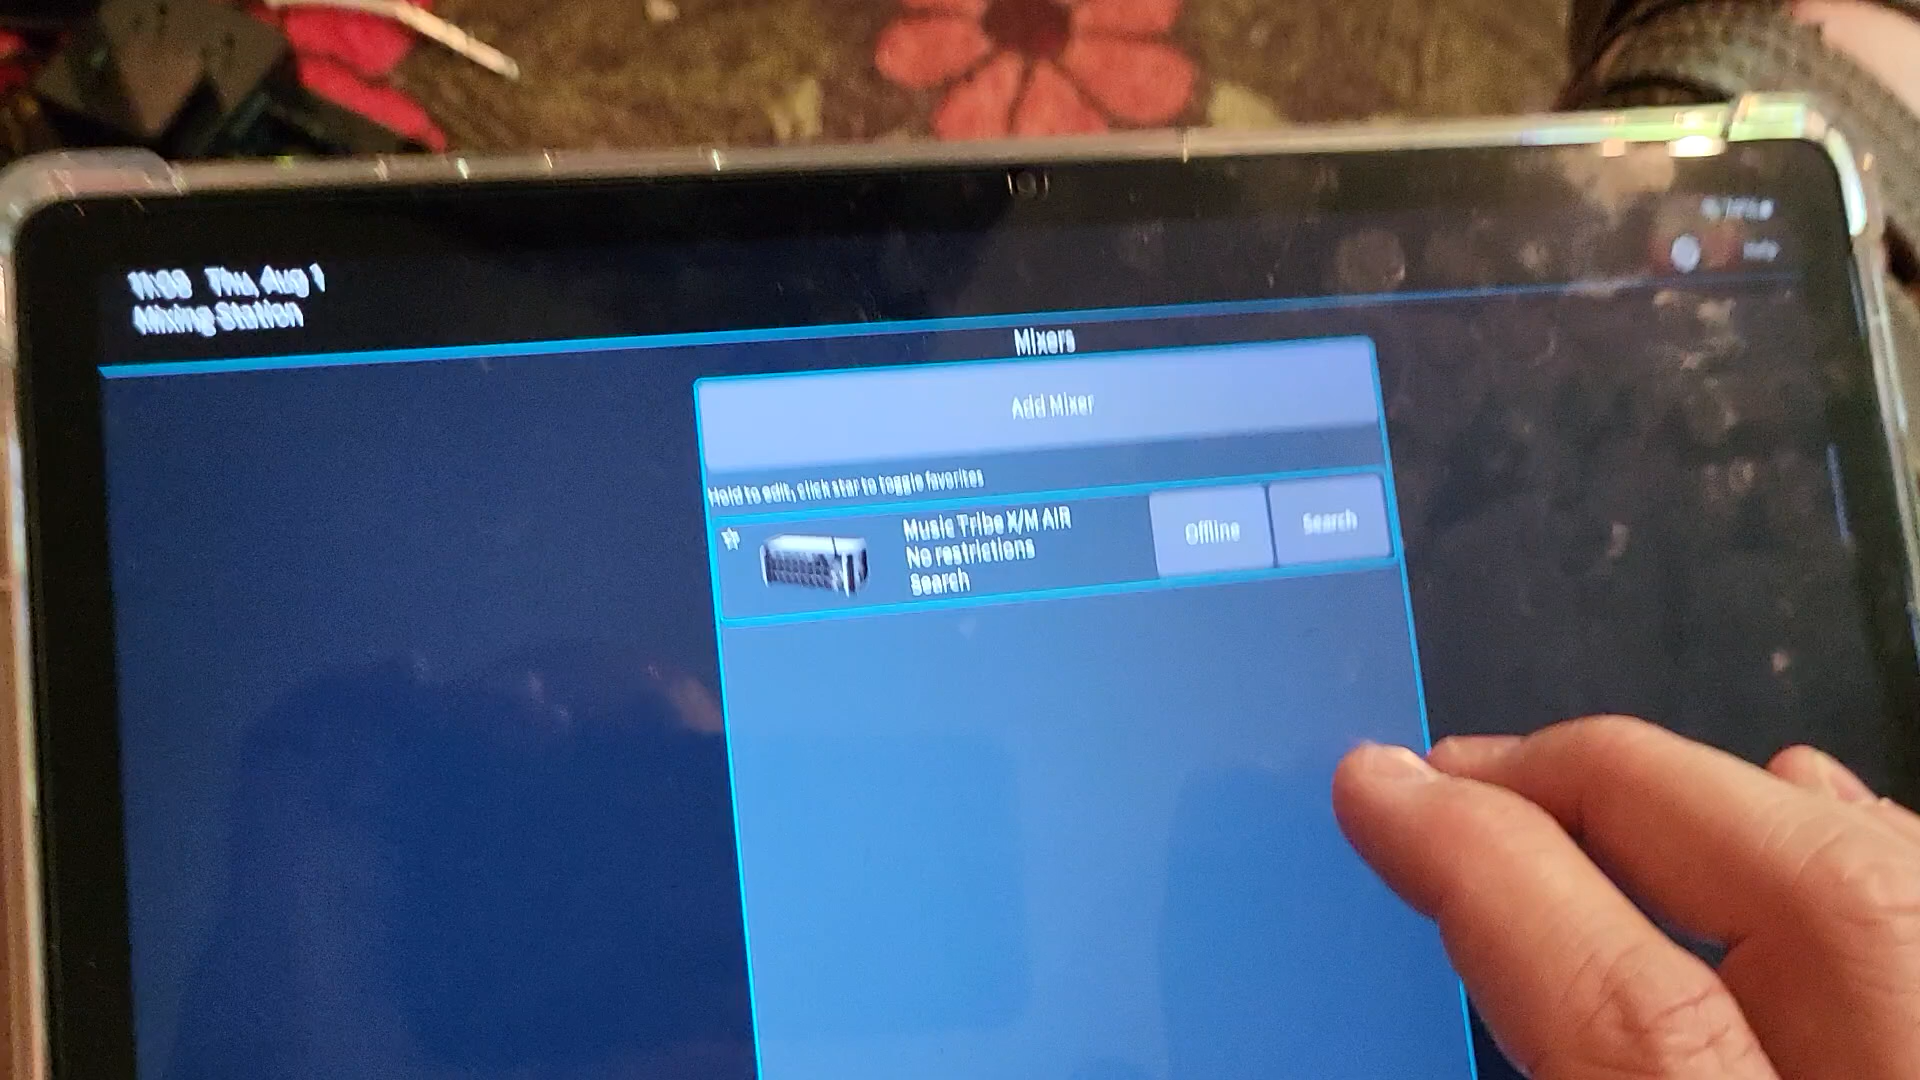 Thu, Aug 1
Mixing Station
Help
Mixers
Add Mixer
Hold to edit, click star to toggle favorites
Music Tribe X/M AIR
No restrictions
Search
Offline
Search